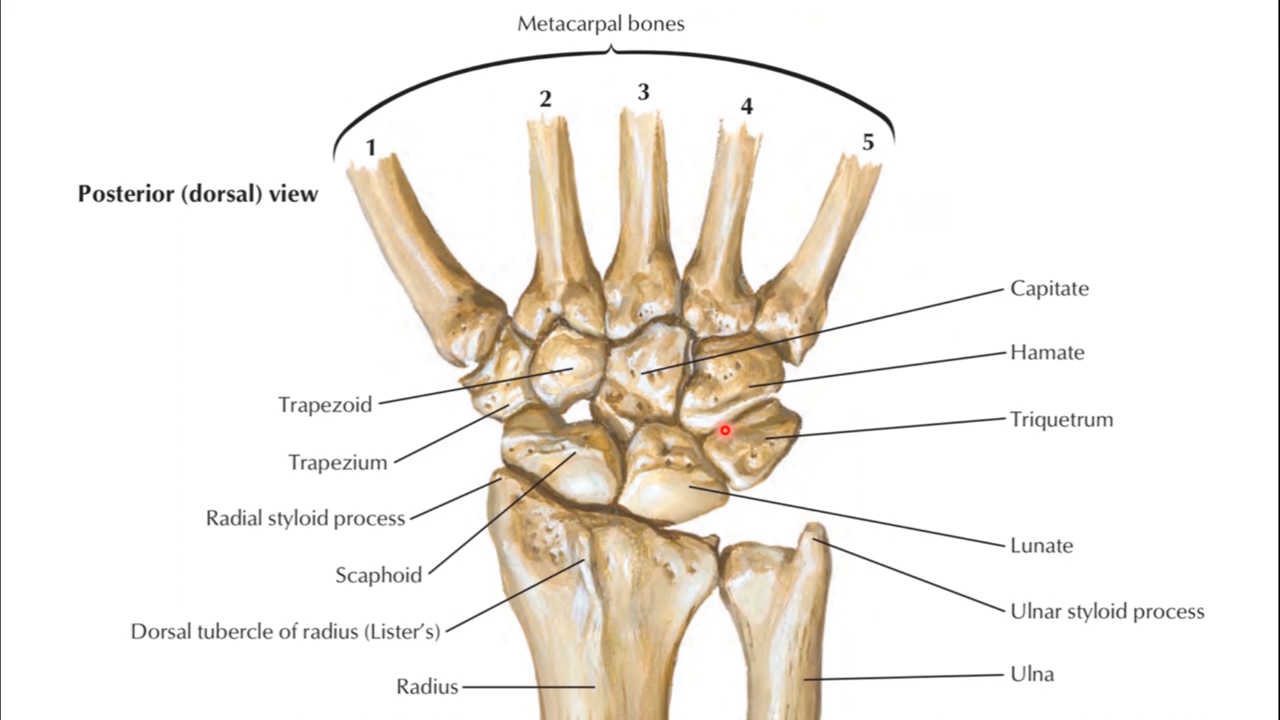 Metacarpal bones
1
2
3
4
5
Posterior (dorsal) view
Capitate
Hamate
Triquetrum
Lunate
Ulnar styloid process
Ulna
Trapezoid
Trapezium
Radial styloid process
Scaphoid
Dorsal tubercle of radius (Lister's)
Radius